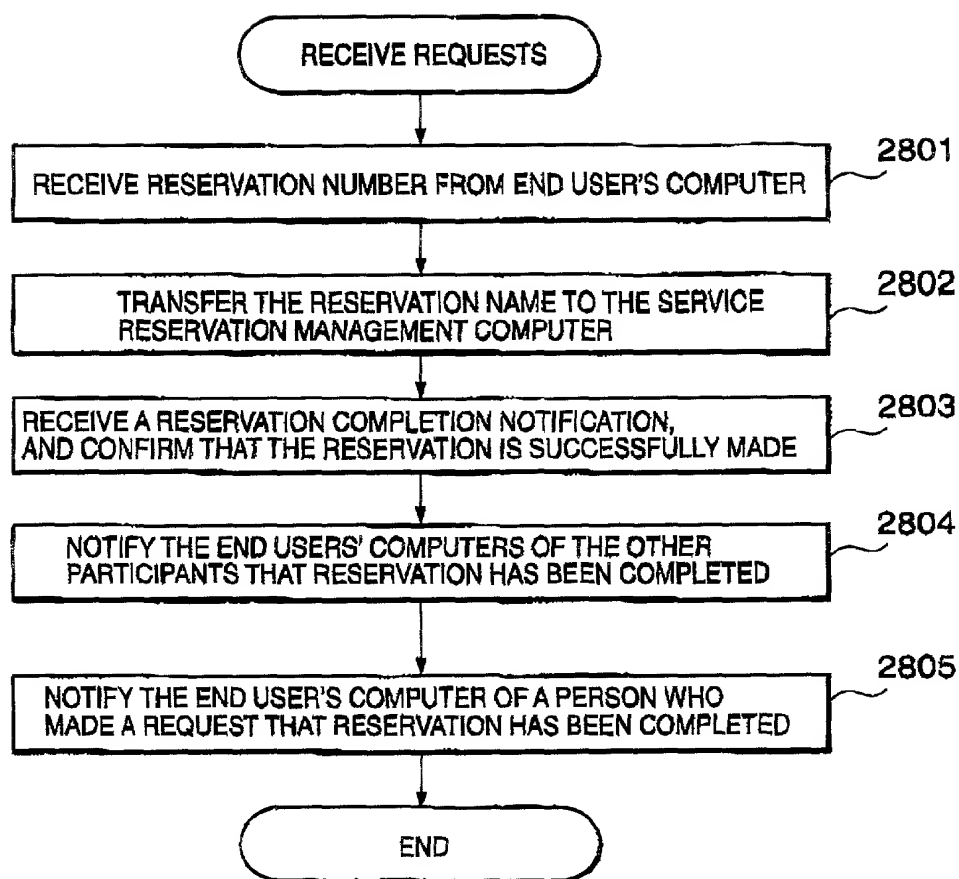 RECEIVE REQUESTS
2801
RECEIVE RESERVATION NUMBER FROM END USER'S COMPUTER
2802
TRANSFER THE RESERVATION NAME TO THE SERVICE
RESERVATION MANAGEMENT COMPUTER
2803
RECEIVE A RESERVATION COMPLETION NOTIFICATION,
AND CONFIRM THAT THE RESERVATION IS SUCCESSFULLY MADE
2804
NOTIFY THE END USERS' COMPUTERS OF THE OTHER
PARTICIPANTS THAT RESERVATION HAS BEEN COMPLETED
2805
NOTIFY THE END USER'S COMPUTER OF A PERSON WHO
MADE A REQUEST THAT RESERVATION HAS BEEN COMPLETED
END